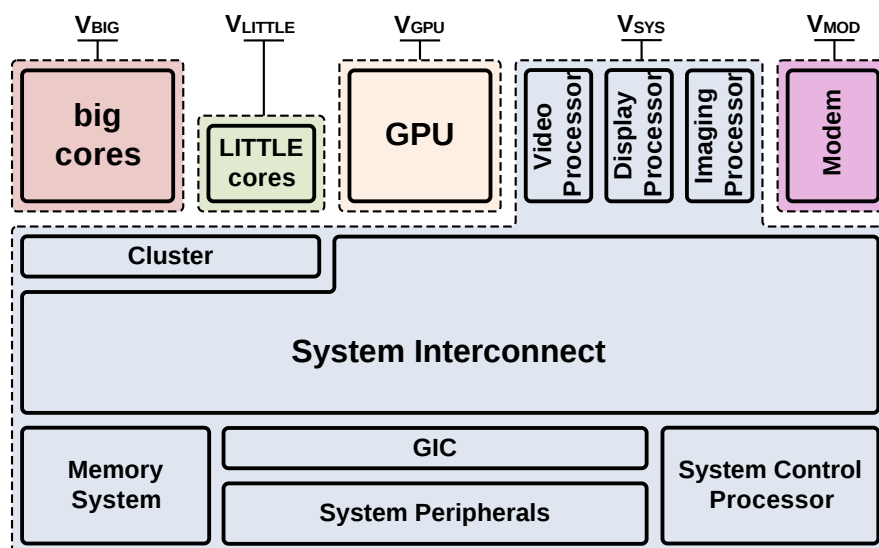 VBIG
VLITTLE
VGPU
VSYS
VMOD
big
cores
LITTLE
cores
GPU
Video
Processor
Display
Processor
Imaging
Processor
Modem
Cluster
System Interconnect
Memory
System
GIC
System Peripherals
System Control
Processor